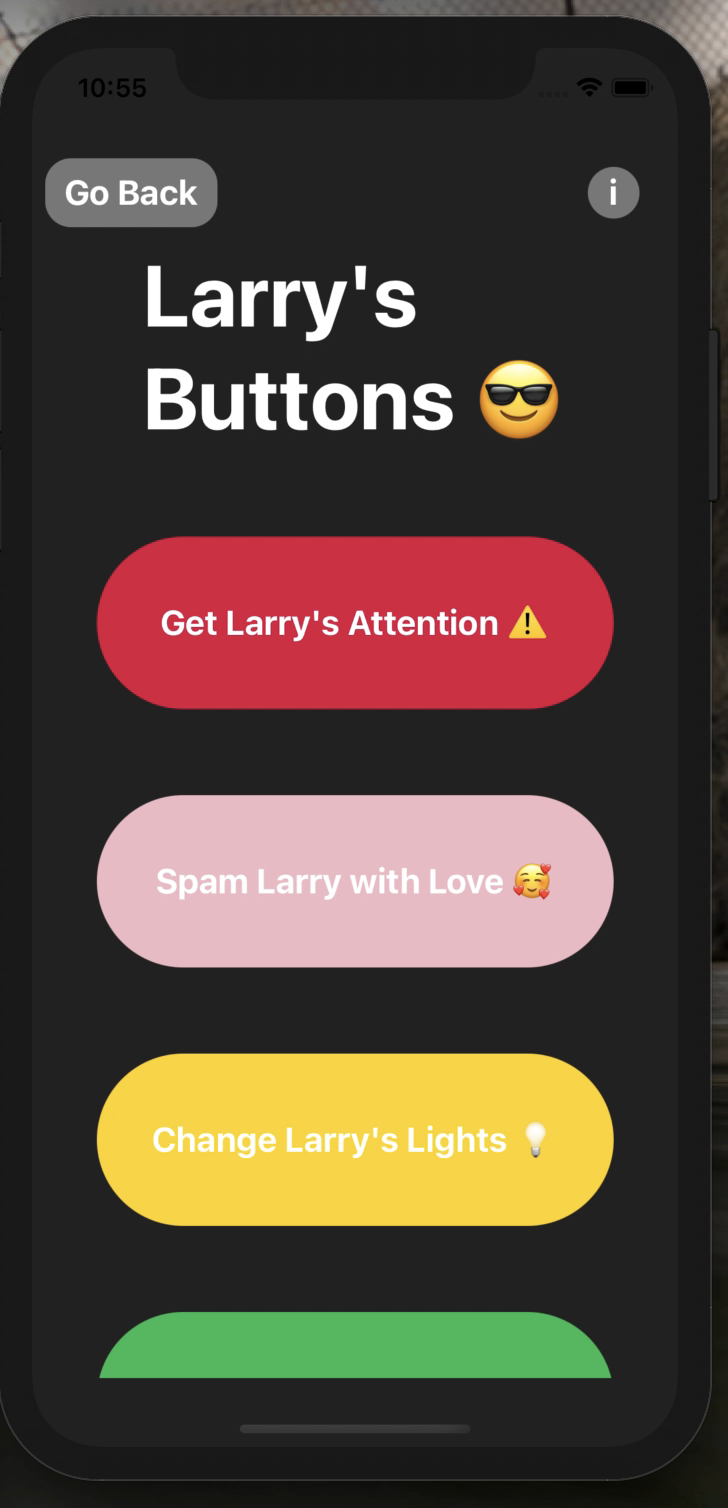 10:55
Go Back
i
Larry's
Buttons 😎
Get Larry's Attention ⚠️
Spam Larry with Love 🥰
Change Larry's Lights 💡